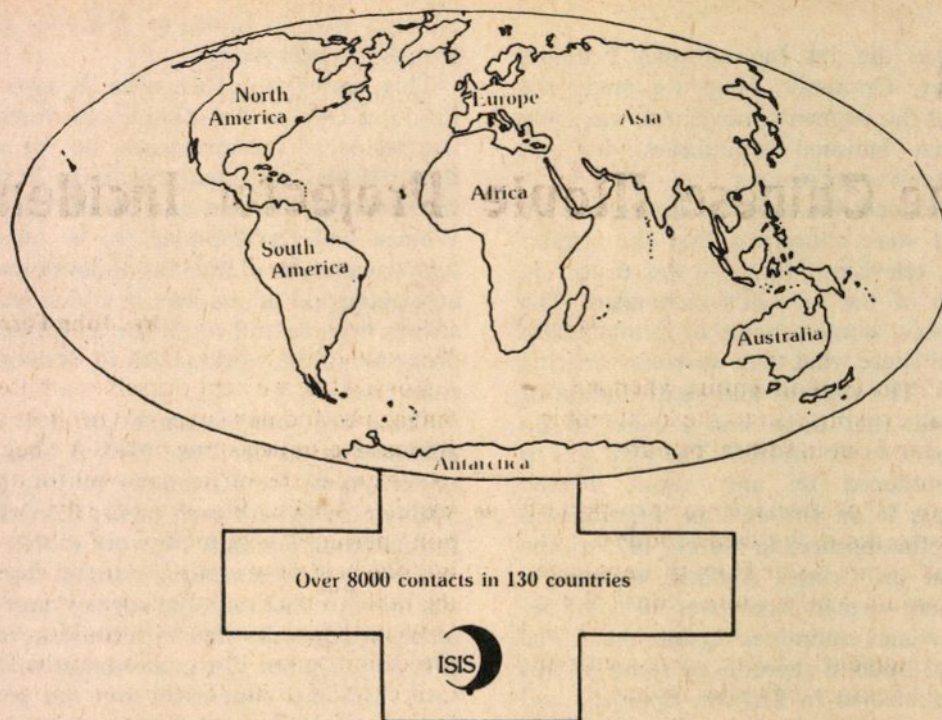 North
America
Europe
Asia
Africa
South
America
Australia
Antarctica
Over 8000 contacts in 130 countries
ISIS